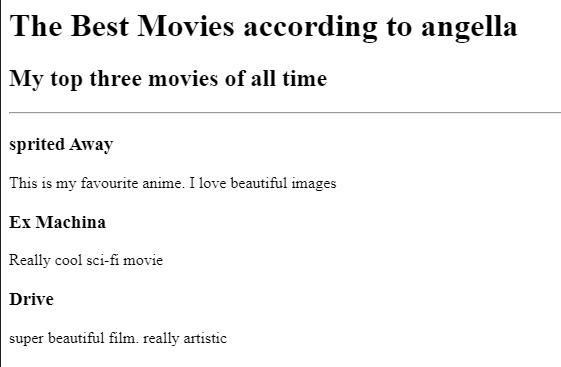 The Best Movies according to angella
My top three movies of all time
sprited Away
This is my favourite anime. I love beautiful images
Ex Machina
Really cool sci-fi movie
Drive
super beautiful film. really artistic